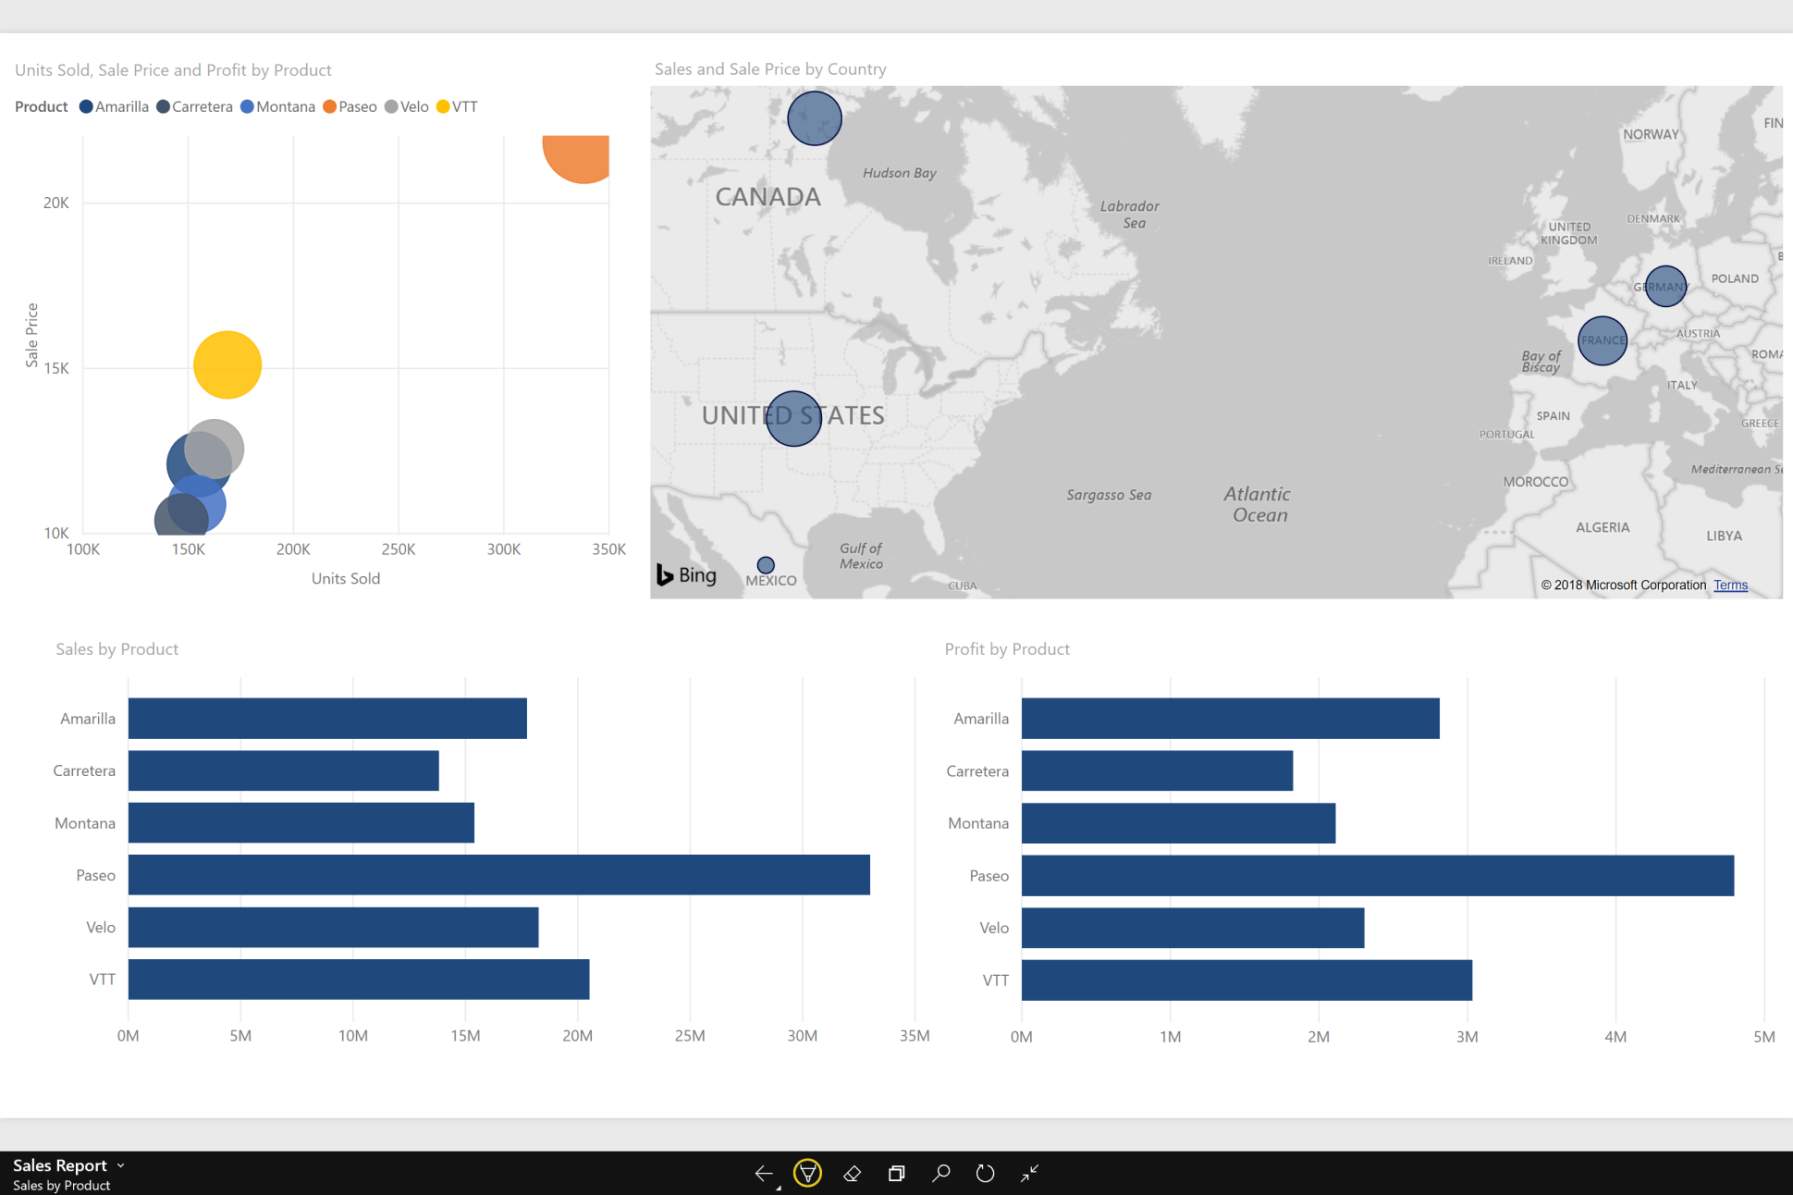 Units Sold, Sale Price and Profit by Product
Product Amarilla Carretera Montana Paseo Velo VTT
20K
15K
10K
Sale Price
100K 150K 200K 250K 300K 350K
Units Sold
Sales and Sale Price by Country
NORWAY
FIN
Hudson Bay
CANADA
Labrador
Sea
DENMARK
UNITED
KINGDOM
IRELAND
POLAND
GERMANY
AUSTRIA
FRANCE
ROMA
Bay of
Biscay
ITALY
UNITED STATES
SPAIN
GREECE
PORTUGAL
Mediterranean Se
MOROCCO
Sargasso Sea
Atlantic
Ocean
ALGERIA
LIBYA
Gulf of
Mexico
Bing
MEXICO
CUBA
© 2018 Microsoft Corporation Terms
Sales by Product
Amarilla
Carretera
Montana
Paseo
Velo
VTT
0M 5M 10M 15M 20M 25M 30M 35M
Profit by Product
Amarilla
Carretera
Montana
Paseo
Velo
VTT
0M 1M 2M 3M 4M 5M
Sales Report
Sales by Product